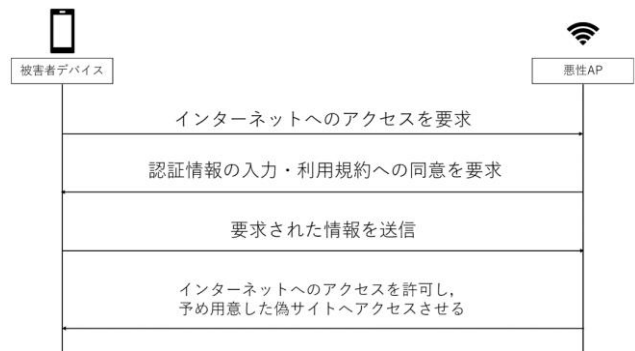 被害者デバイス
悪性AP
インターネットへのアクセスを要求
認証情報の入力・利用規約への同意を要求
要求された情報を送信
インターネットへのアクセスを許可し,
予め用意した偽サイトへアクセスさせる